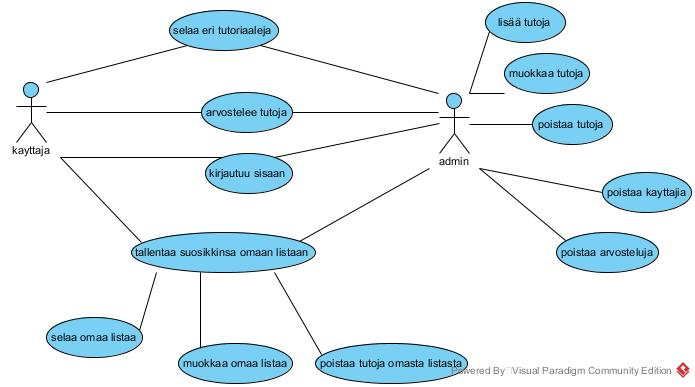 selaa eri tutoriaaleja
lisää tutoja
muokkaa tutoja
arvostelee tutoja
poistaa tutoja
kayttaja
admin
kirjautuu sisaan
poistaa kayttajia
tallentaa suosikkinsa omaan listaan
poistaa arvosteluja
selaa omaa listaa
muokkaa omaa listaa
poistaa tutoja omasta listasta
Powered By Visual Paradigm Community Edition